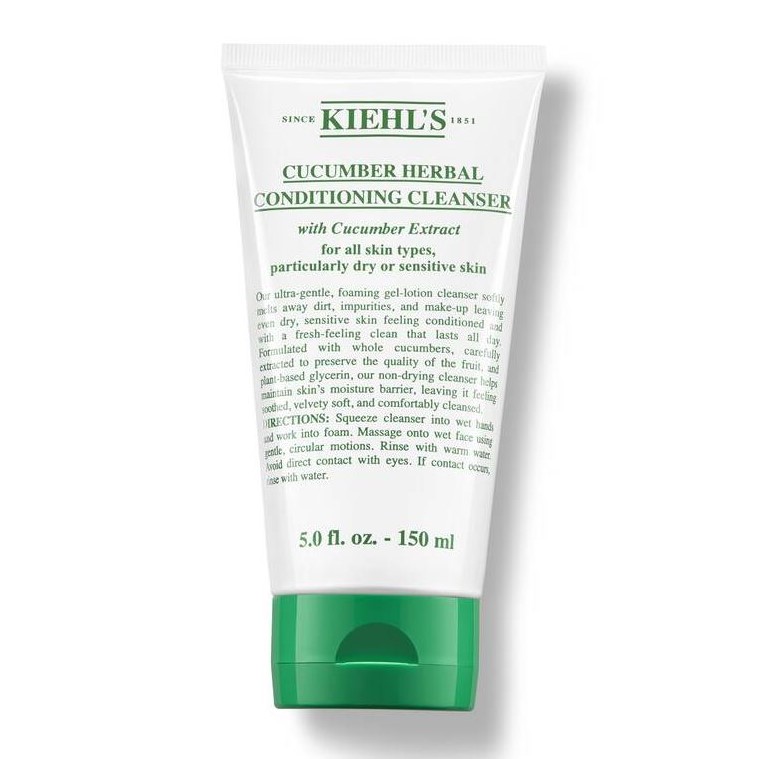 SINCE KIEHL'S 1851
CUCUMBER HERBAL
CONDITIONING CLEANSER
with Cucumber Extract
for all skin types,
particularly dry or sensitive skin
Our ultra-gentle, foaming gel-lotion cleanser softly
melts away dirt, impurities, and make-up leaving
even dry, sensitive skin feeling conditioned and
with a fresh-feeling clean that lasts all day.
Formulated with whole cucumbers, carefully
extracted to preserve the quality of the fruit, and
plant-based glycerin, our non-drying cleanser helps
maintain skin's moisture barrier, leaving it feeling
soothed, velvety soft, and comfortably cleansed.
DIRECTIONS: Squeeze cleanser into wet hands
and work into foam. Massage onto wet face using
gentle, circular motions. Rinse with warm water.
Avoid direct contact with eyes. If contact occurs,
rinse with water.
5.0 fl. oz. - 150 ml